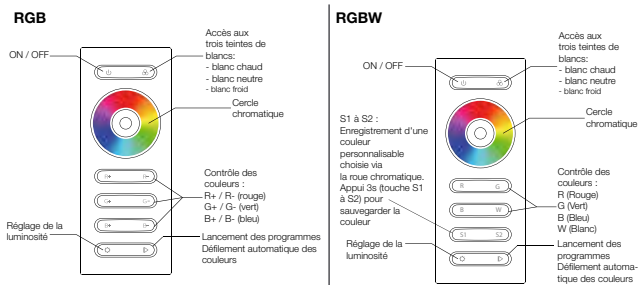 RGB
ON / OFF
Accès aux
trois teintes de
blancs:
- blanc chaud
- blanc neutre
- blanc froid
Cercle
chromatique
R+ R-
G+ G-
B+ B-
Contrôle des
couleurs :
R+ / R- (rouge)
G+ / G- (vert)
B+ / B- (bleu)
Réglage de la
luminosité
Lancement des programmes
Défilement automatique des
couleurs
RGBW
ON / OFF
Accès aux
trois teintes de
blancs:
- blanc chaud
- blanc neutre
- blanc froid
Cercle
chromatique
S1 à S2 :
Enregistrement d'une
couleur
personnalisable
choisie via
la roue chromatique.
Appui 3s (touche S1
à S2) pour
sauvegarder la
couleur
R G
B W
S1 S2
Contrôle des
couleurs :
R (Rouge)
G (Vert)
B (Bleu)
W (Blanc)
Réglage de la
luminosité
Lancement des
programmes
Défilement automa-
tique des couleurs